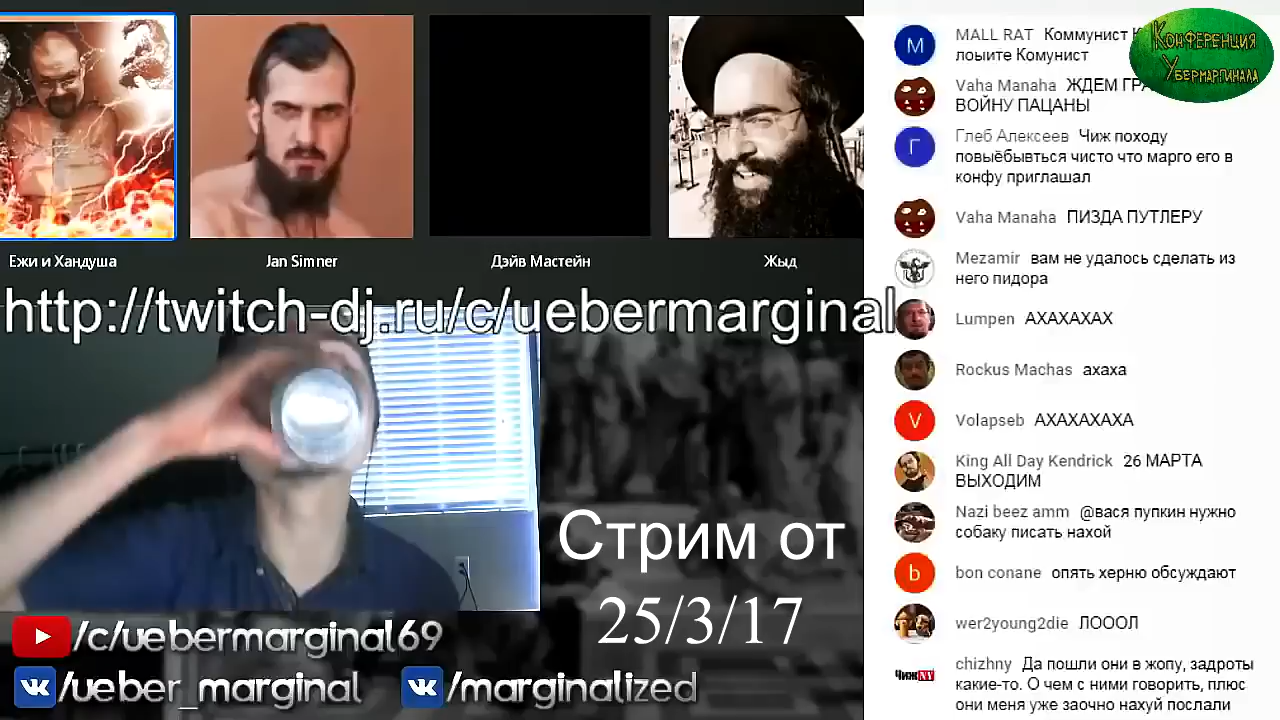 Ежи и Хандуша
Jan Simner
Дэйв Мастейн
Жыд
http://twitch-dj.ru/c/uebermarginal
Стрим от
25/3/17
/c/uebermarginal69
/ueber_marginal
/marginalized
Конференция
Убермаргинала
M
MALL RAT Коммунист
лоыите Комунист
Vaha Manaha ЖДЕМ
ВОЙНУ ПАЦАНЫ
Г
Глеб Алексеев Чиж походу
повыёбывться чисто что марго его в
конфу приглашал
Vaha Manaha ПИЗДА ПУТЛЕРУ
Mezamir вам не удалось сделать из
него пидора
Lumpen АХАХАХАХ
Rockus Machas ахаха
V
Volapseb АХАХАХАХА
King All Day Kendrick 26 МАРТА
ВЫХОДИМ
Nazi beez amm @вася пупкин нужно
собаку писать нахой
b
bon conane опять херню обсуждают
wer2young2die ЛОООЛ
ЧижNY
chizhny Да пошли они в жопу, задроты
какие-то. О чем с ними говорить, плюс
они меня уже заочно нахуй послали